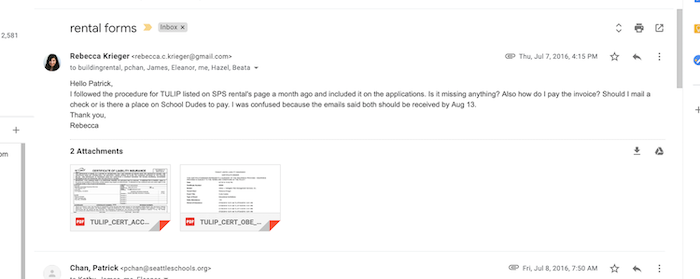 rental forms
Inbox x
2,581
Rebecca Krieger <rebecca.c.krieger@gmail.com>
Thu, Jul 7, 2016, 4:15 PM
to buildingrental, pchan, James, Eleanor, me, Hazel, Beata
Hello Patrick,
I followed the procedure for TULIP listed on SPS rental's page a month ago and included it on the applications. Is it missing anything? Also how do I pay the invoice? Should I mail a
check or is there a place on School Dudes to pay. I was confused because the emails said both should be received by Aug 13.
Thank you,
Rebecca
om
2 Attachments
CERTIFICATE OF LIABILITY INSURANCE
PDF TULIP_CERT_ACC...
PDF TULIP_CERT_OBE_...
Chan, Patrick <pchan@seattleschools.org>
Fri, Jul 8, 2016, 7:50 AM